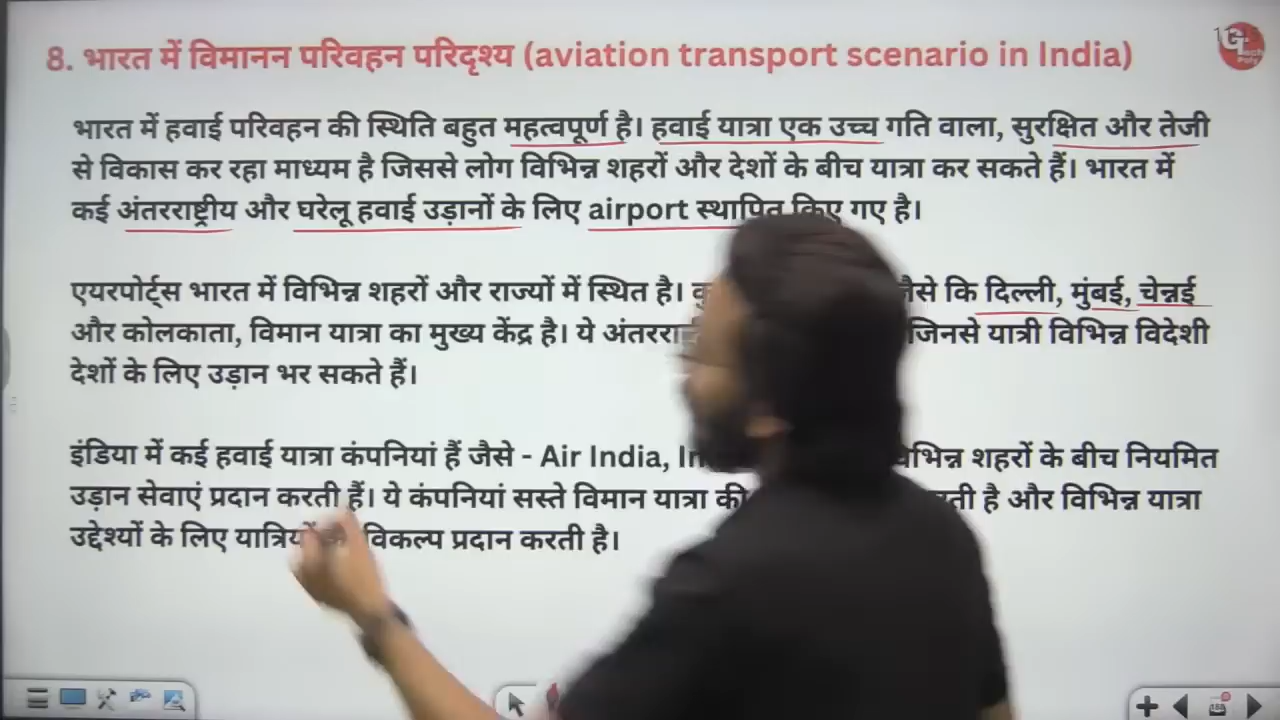 8. भारत में विमानन परिवहन परिदृश्य (aviation transport scenario in India)
भारत में हवाई परिवहन की स्थिति बहुत महत्वपूर्ण है। हवाई यात्रा एक उच्च गति वाला, सुरक्षित और तेजी
से विकास कर रहा माध्यम है जिससे लोग विभिन्न शहरों और देशों के बीच यात्रा कर सकते हैं। भारत में
कई अंतरराष्ट्रीय और घरेलू हवाई उड़ानों के लिए airport स्थापित किए गए है।
एयरपोर्ट्स भारत में विभिन्न शहरों और राज्यों में स्थित है। जैसे कि दिल्ली, मुंबई, चेन्नई
और कोलकाता, विमान यात्रा का मुख्य केंद्र है। ये जिनसे यात्री विभिन्न विदेशी
देशों के लिए उड़ान भर सकते हैं।
इंडिया में कई हवाई यात्रा कंपनियां हैं जैसे - Air India, शहरों के बीच नियमित
उड़ान सेवाएं प्रदान करती हैं। ये कंपनियां सस्ते विमान यात्रा की है और विभिन्न यात्रा
उद्देश्यों के लिए विकल्प प्रदान करती है।